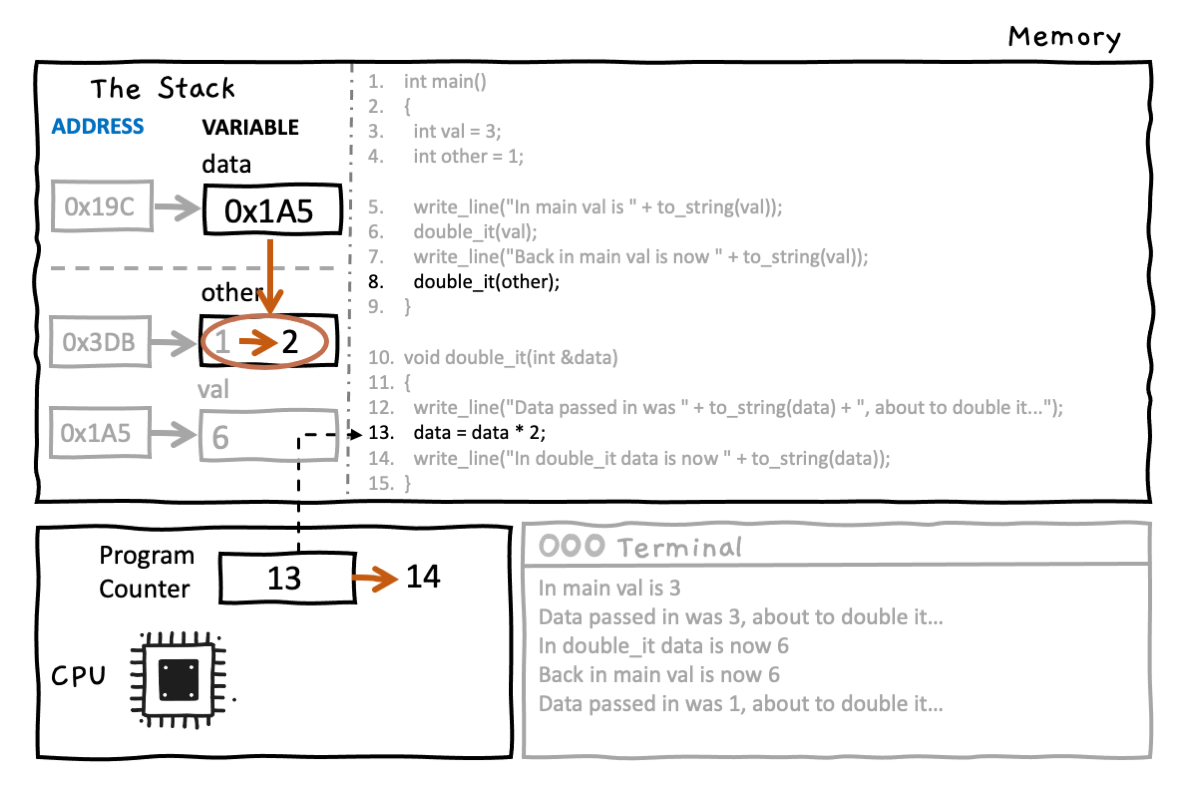 Memory
The Stack
ADDRESS VARIABLE
data
0x19C 0x1A5
other
0x3DB 1 2
val
0x1A5 6
1. int main()
2. {
3. int val = 3;
4. int other = 1;
5. write_line("In main val is " + to_string(val));
6. double_it(val);
7. write_line("Back in main val is now " + to_string(val));
8. double_it(other);
9. }
10. void double_it(int &data)
11. {
12. write_line("Data passed in was " + to_string(data) + ", about to double it...");
13. data = data * 2;
14. write_line("In double_it data is now " + to_string(data));
15. }
Program
Counter
13 14
CPU
Terminal
In main val is 3
Data passed in was 3, about to double it...
In double_it data is now 6
Back in main val is now 6
Data passed in was 1, about to double it...